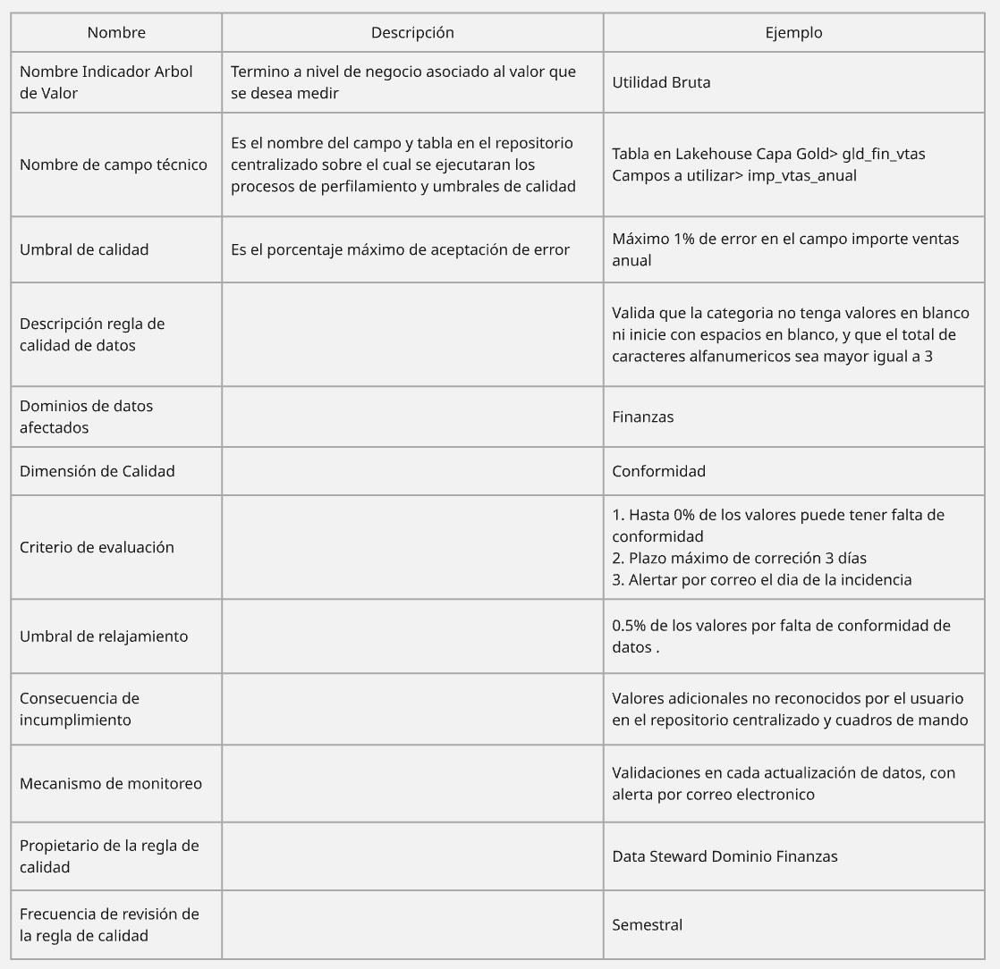 Nombre
Descripción
Ejemplo
Nombre Indicador Arbol
de Valor
Termino a nivel de negocio asociado al valor que
se desea medir
Utilidad Bruta
Nombre de campo técnico
Es el nombre del campo y tabla en el repositorio
centralizado sobre el cual se ejecutaran los
procesos de perfilamiento y umbrales de calidad
Tabla en Lakehouse Capa Gold> gld_fin_vtas
Campos a utilizar> imp_vtas_anual
Umbral de calidad
Es el porcentaje máximo de aceptación de error
Máximo 1% de error en el campo importe ventas
anual
Descripción regla de
calidad de datos
Valida que la categoria no tenga valores en blanco
ni inicie con espacios en blanco, y que el total de
caracteres alfanumericos sea mayor igual a 3
Dominios de datos
afectados
Finanzas
Dimensión de Calidad
Conformidad
Criterio de evaluación
1. Hasta 0% de los valores puede tener falta de
conformidad
2. Plazo máximo de correción 3 días
3. Alertar por correo el dia de la incidencia
Umbral de relajamiento
0.5% de los valores por falta de conformidad de
datos .
Consecuencia de
incumplimiento
Valores adicionales no reconocidos por el usuario
en el repositorio centralizado y cuadros de mando
Mecanismo de monitoreo
Validaciones en cada actualización de datos, con
alerta por correo electronico
Propietario de la regla de
calidad
Data Steward Dominio Finanzas
Frecuencia de revisión de
la regla de calidad
Semestral